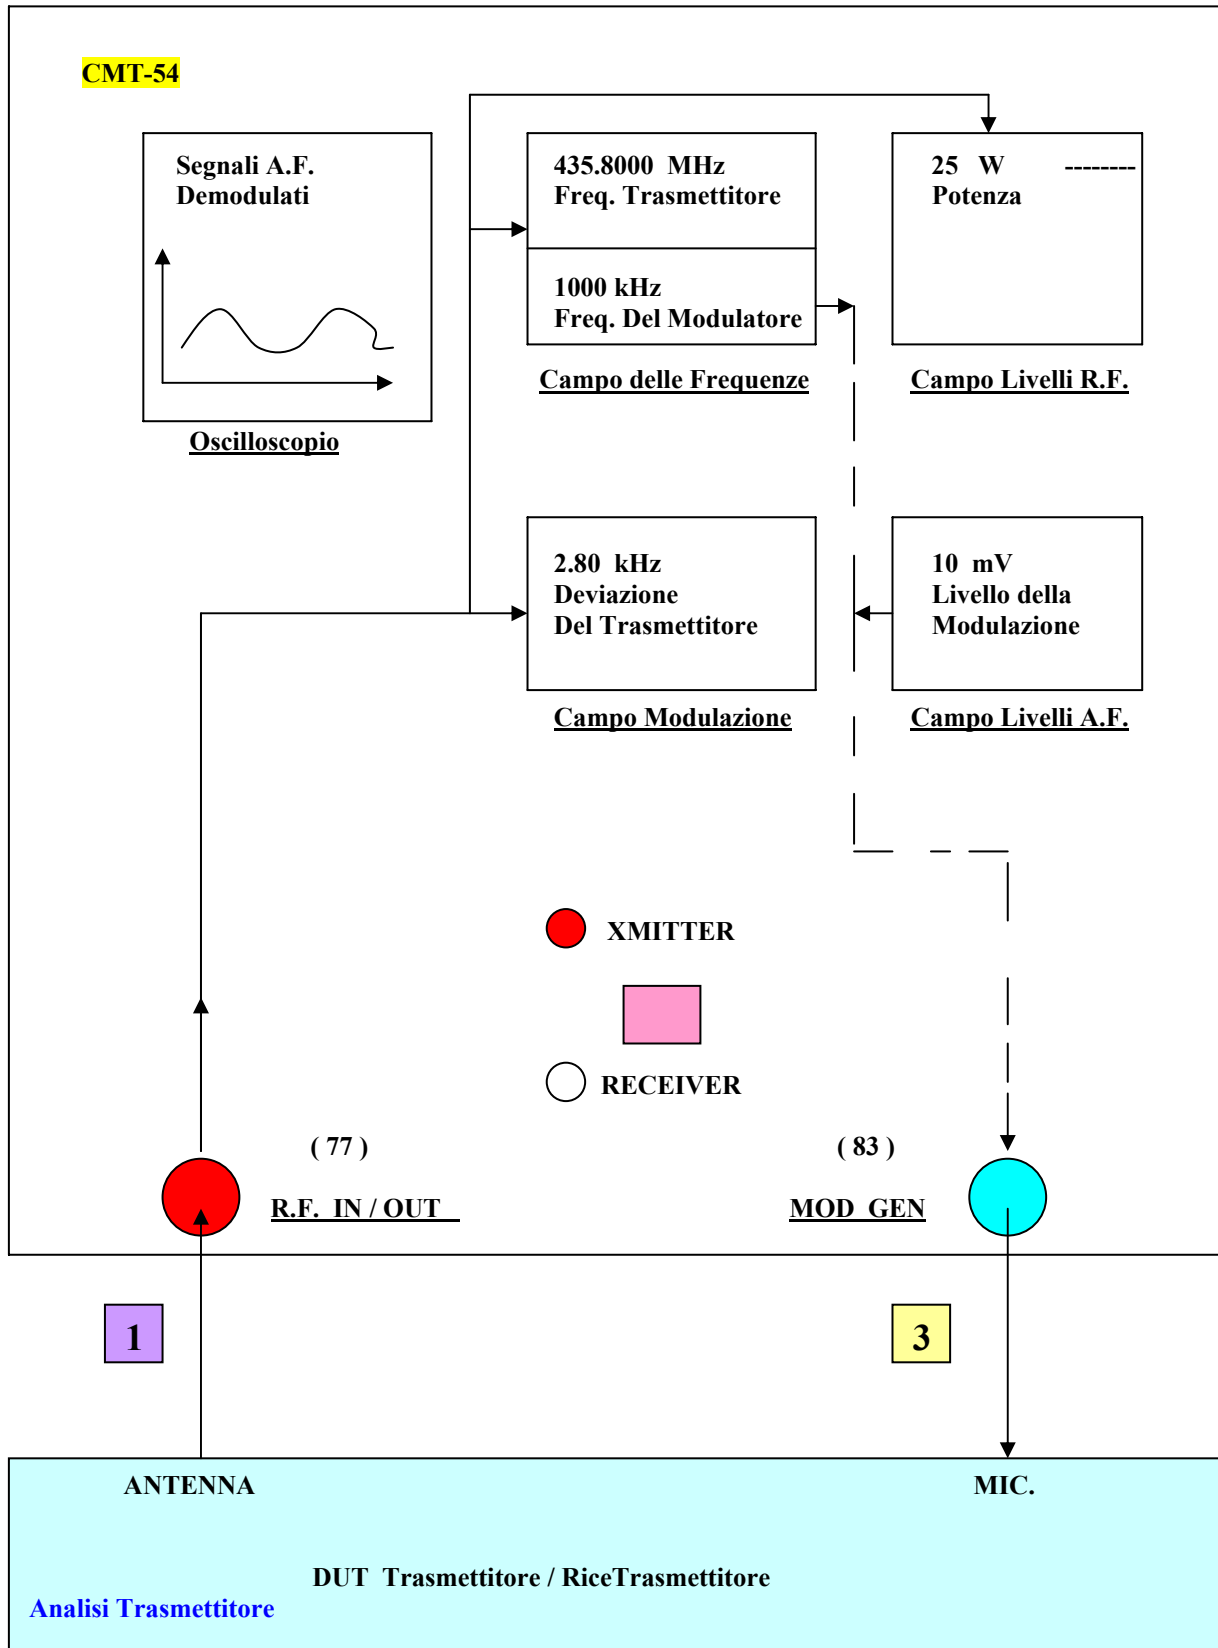 CMT-54
Segnali A.F.
Demodulati
Oscilloscopio
435.8000 MHz
Freq. Trasmettitore
1000 kHz
Freq. Del Modulatore
Campo delle Frequenze
25 W --------
Potenza
Campo Livelli R.F.
2.80 kHz
Deviazione
Del Trasmettitore
Campo Modulazione
10 mV
Livello della
Modulazione
Campo Livelli A.F.
XMITTER
RECEIVER
( 77 )
R.F. IN / OUT
( 83 )
MOD GEN
1
3
ANTENNA
MIC.
DUT Trasmettitore / RiceTrasmettitore
Analisi Trasmettitore